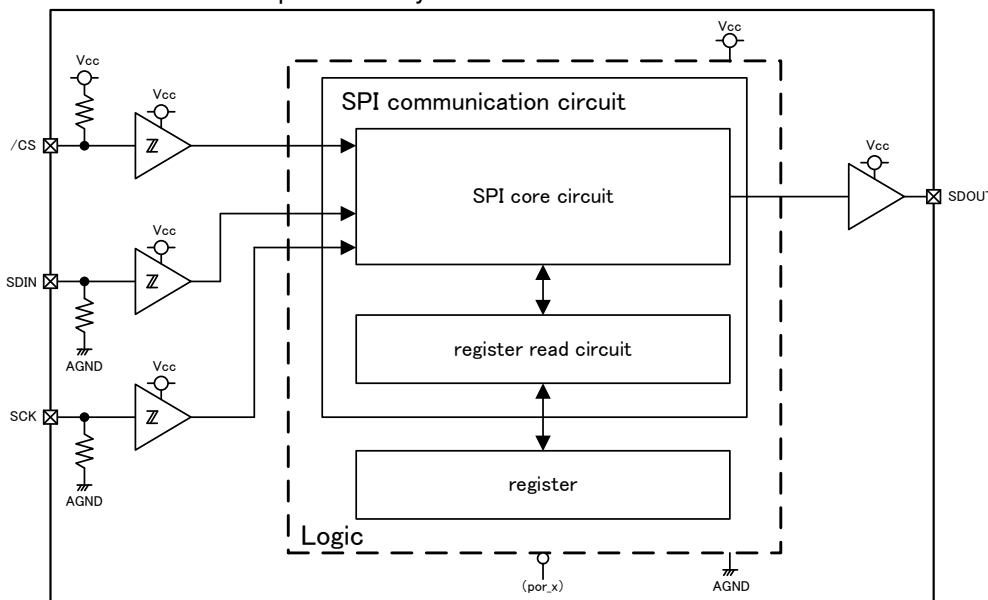 Vcc
Vcc
Vcc
SPI communication circuit
/CS
SPI core circuit
Vcc
SDOUT
Vcc
SDIN
register read circuit
AGND
Vcc
SCK
register
AGND
Logic
(por_x)
AGND